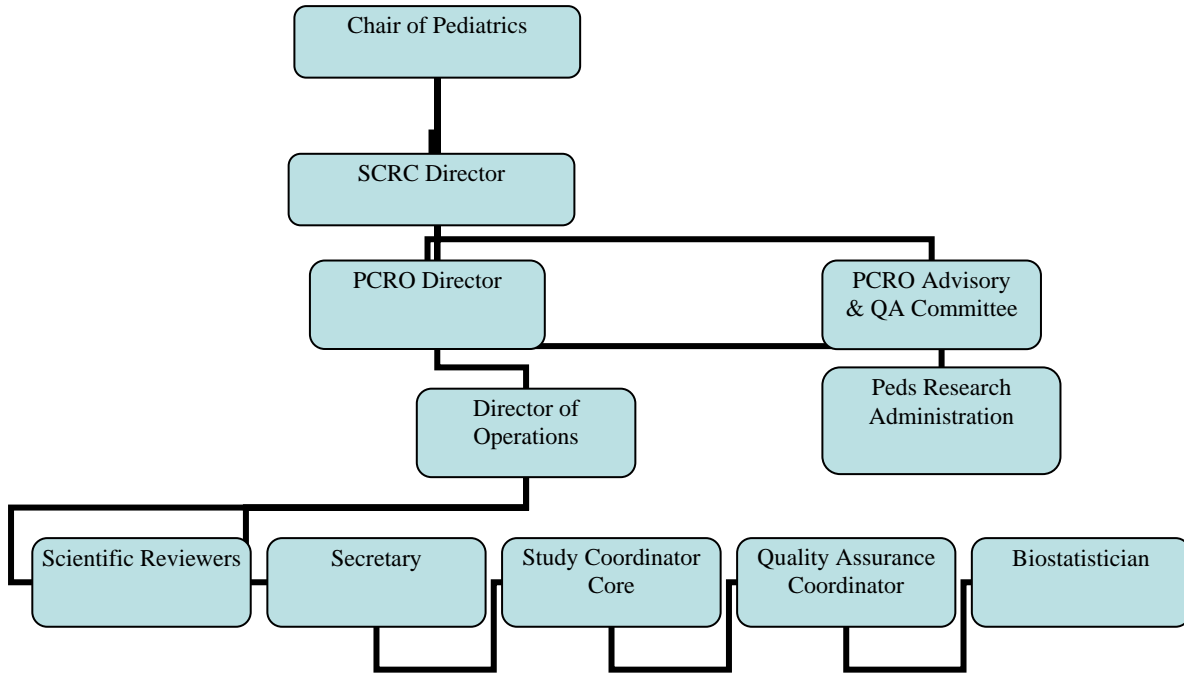 Chair of Pediatrics
SCRC Director
PCRO Director
PCRO Advisory
& QA Committee
Director of
Operations
Peds Research
Administration
Scientific Reviewers
Secretary
Study Coordinator
Core
Quality Assurance
Coordinator
Biostatistician